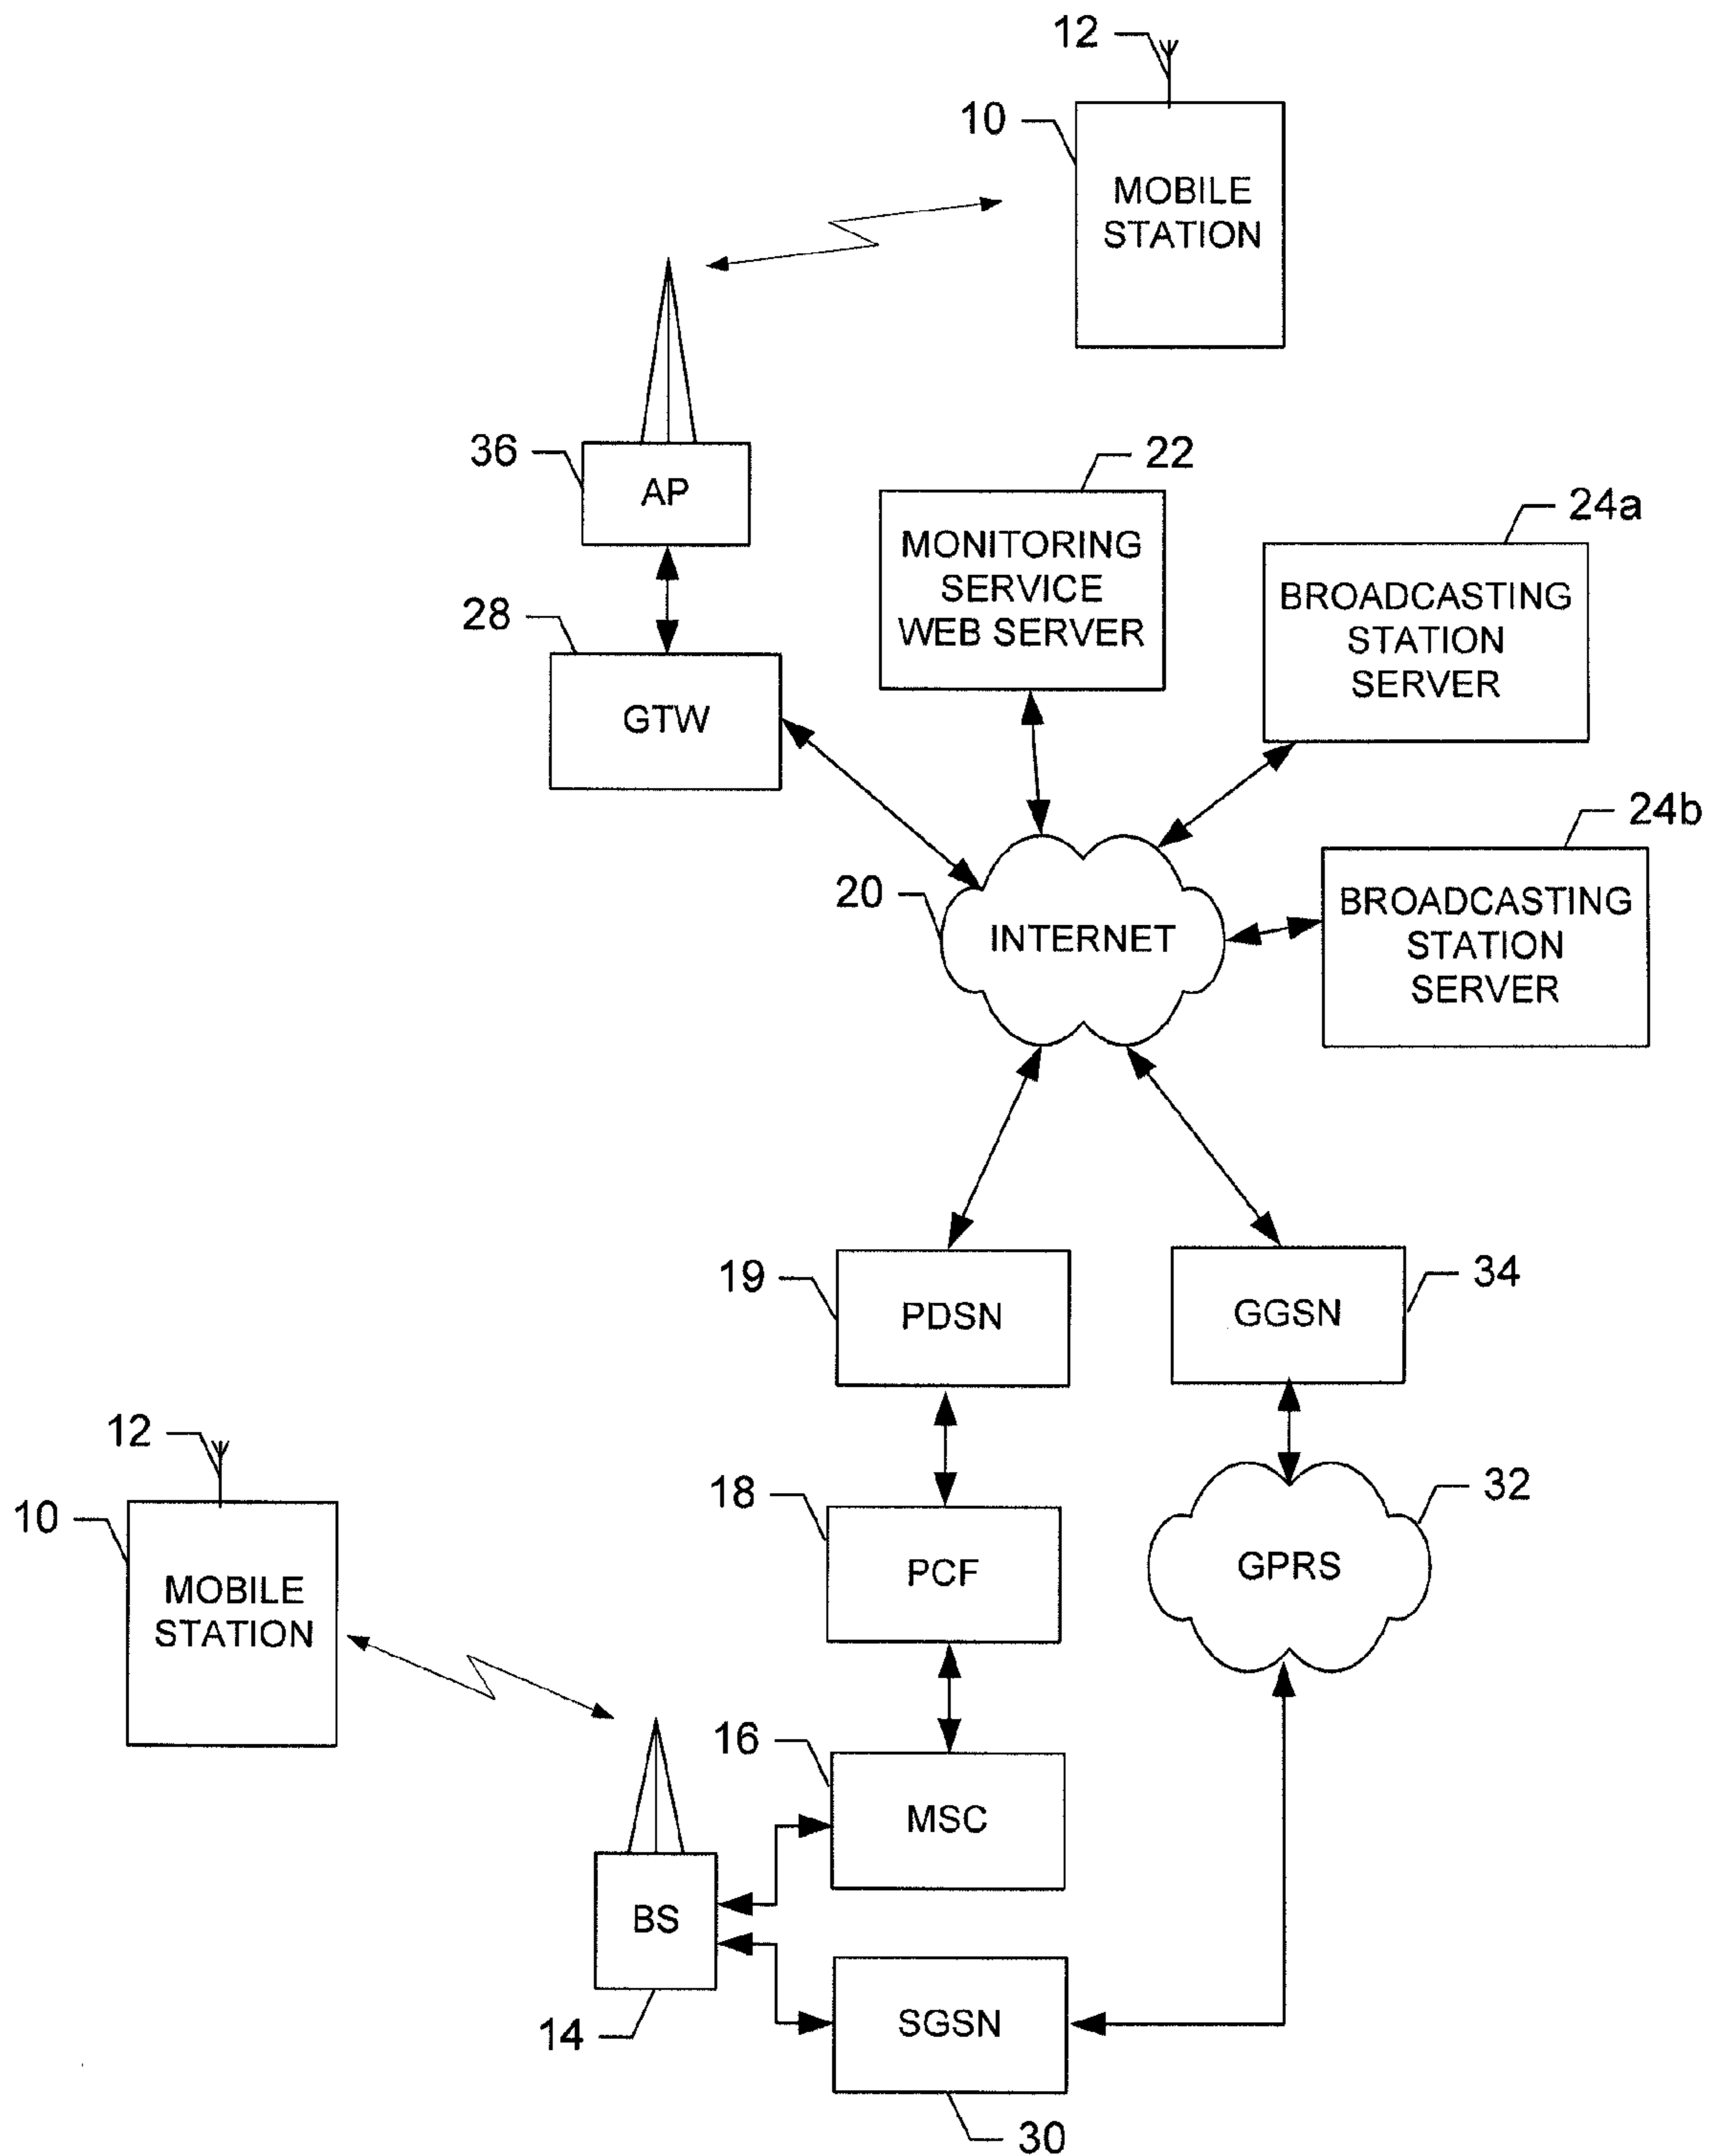 12
10
MOBILE
STATION
36
AP
22
MONITORING
SERVICE
WEB SERVER
24a
BROADCASTING
STATION
SERVER
28
GTW
24b
BROADCASTING
STATION
SERVER
20
INTERNET
19
PDSN
34
GGSN
12
10
MOBILE
STATION
18
PCF
32
GPRS
16
MSC
BS
14
SGSN
30